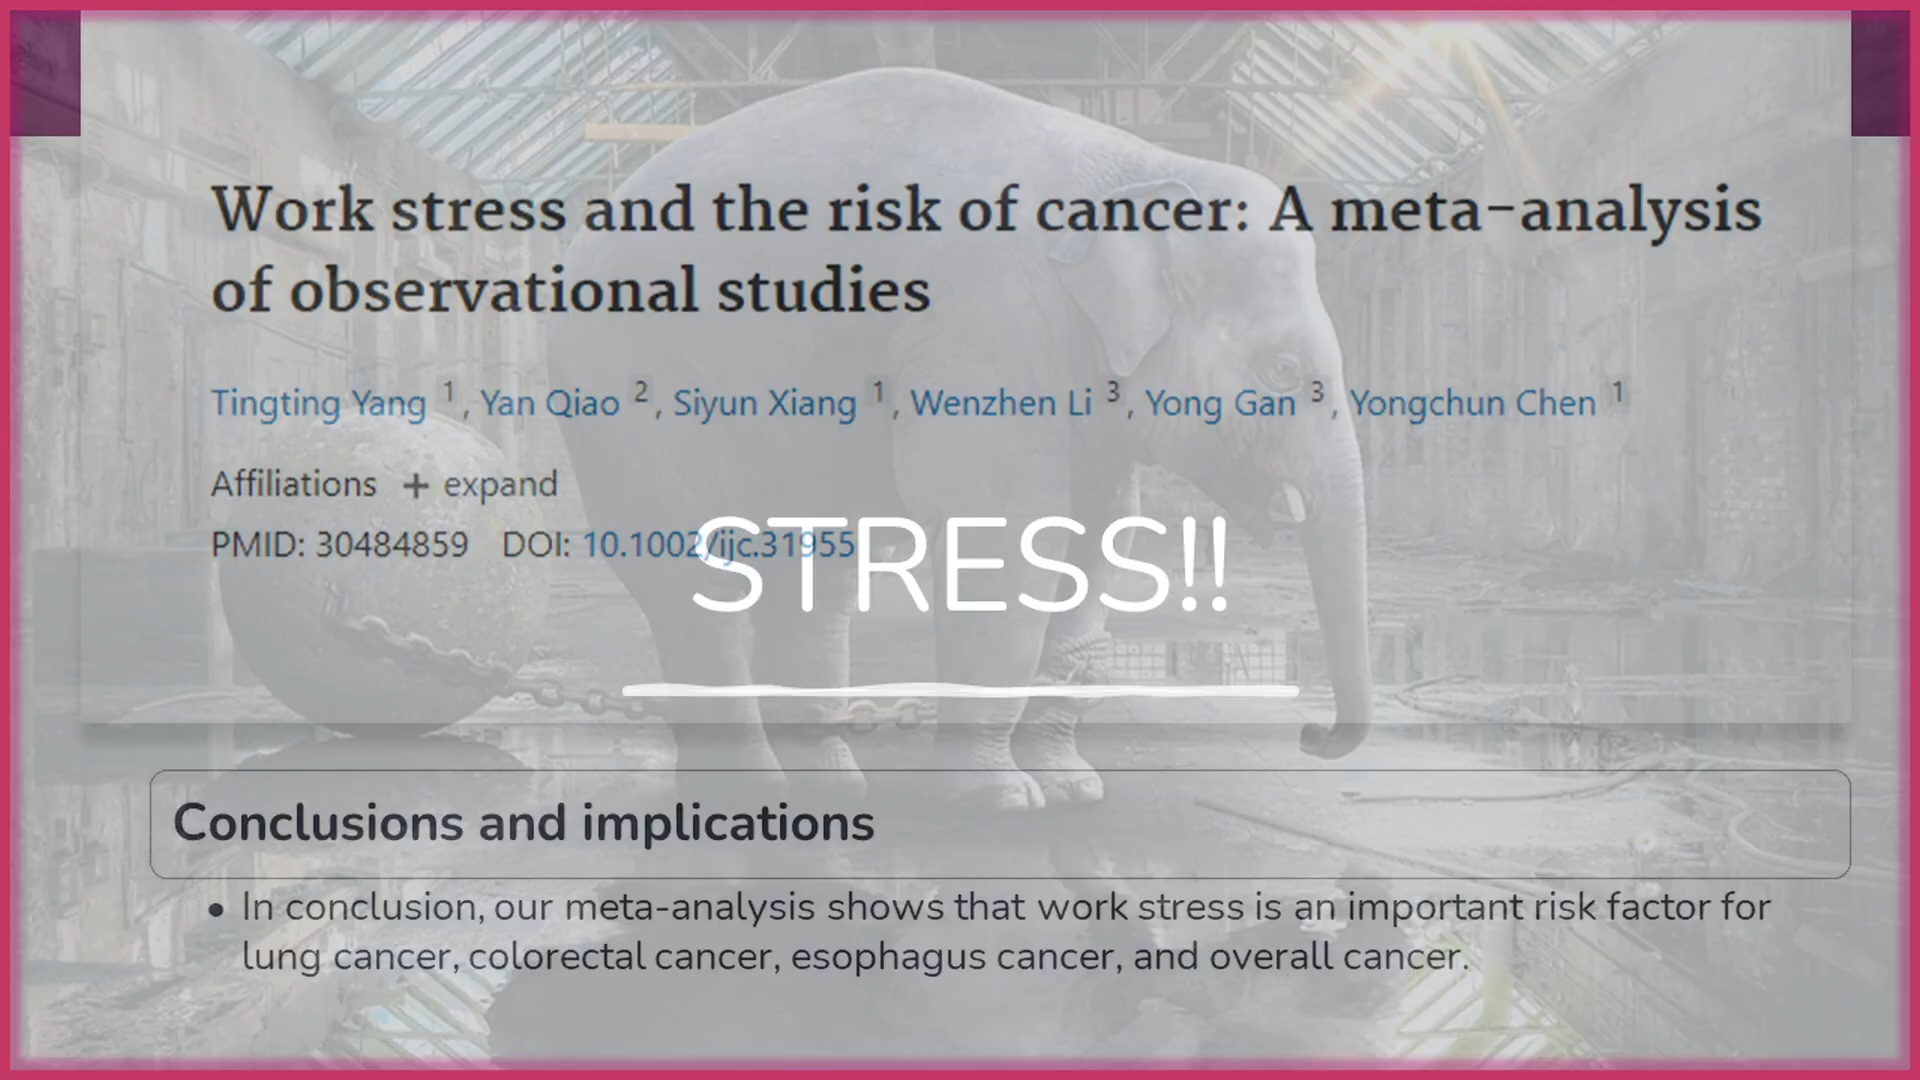 Work stress and the risk of cancer: A meta-analysis
of observational studies
Tingting Yang 1, Yan Qiao 2, Siyun Xiang 1, Wenzhen Li 3, Yong Gan 3, Yongchun Chen 1
Affiliations + expand
PMID: 30484859 DOI: 10.1002/ijc.31955
STRESS!!
Conclusions and implications
• In conclusion, our meta-analysis shows that work stress is an important risk factor for
lung cancer, colorectal cancer, esophagus cancer, and overall cancer.